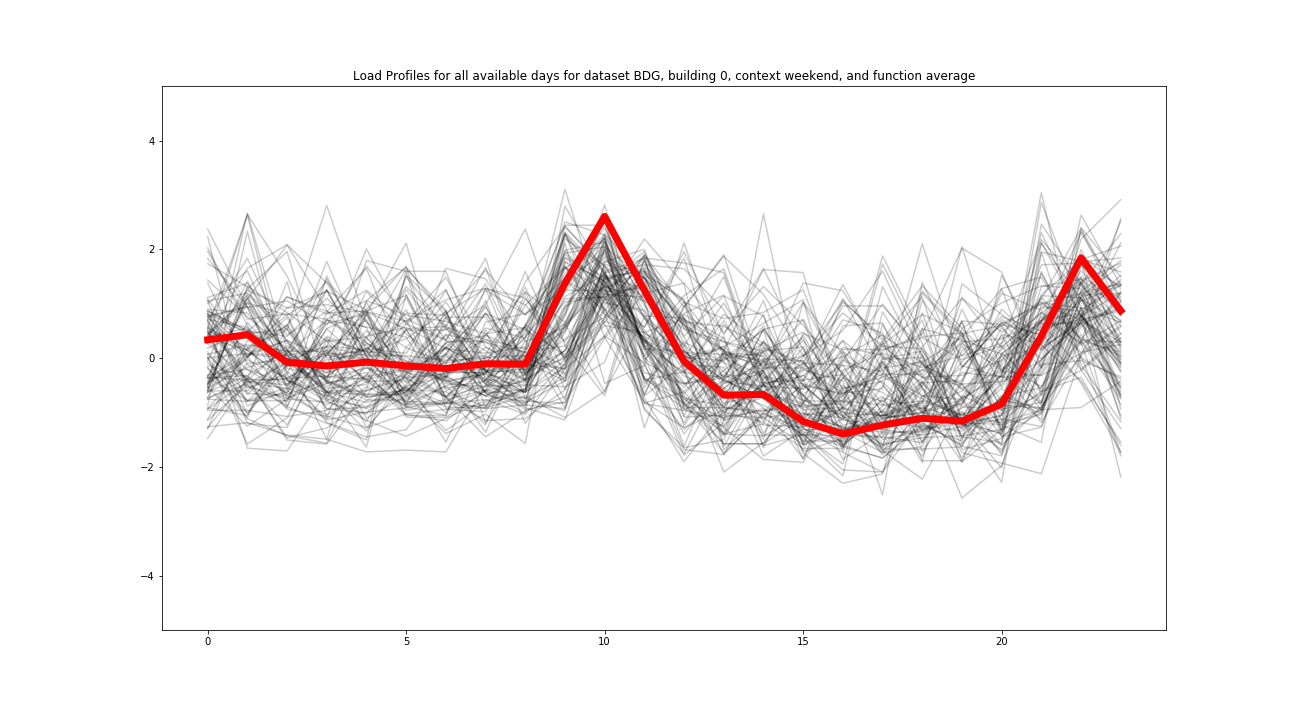 Load Profiles for all available days for dataset BDG, building 0, context weekend, and function average
4
2
0
−2
−4
0 5 10 15 20